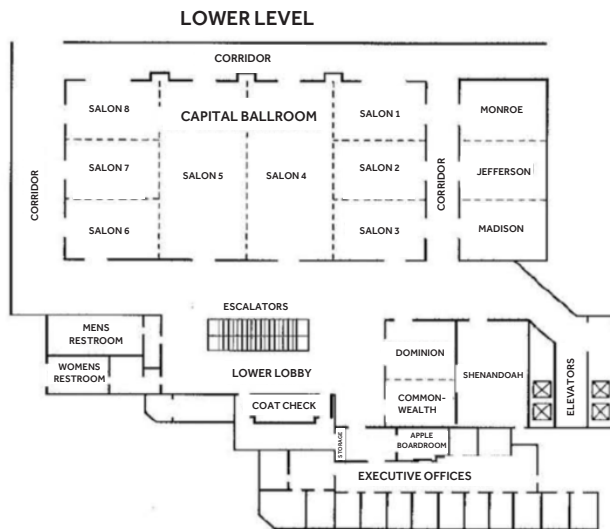 LOWER LEVEL
CORRIDOR
SALON 8
CAPITAL BALLROOM
SALON 1
MONROE
SALON 7
SALON 5
SALON 4
SALON 2
JEFFERSON
CORRIDOR
CORRIDOR
SALON 6
SALON 3
MADISON
ESCALATORS
MENS
RESTROOM
WOMENS
RESTROOM
LOWER LOBBY
DOMINION
SHENANDOAH
ELEVATORS
COMMON-
WEALTH
COAT CHECK
STORAGE
APPLE
BOARDROOM
EXECUTIVE OFFICES